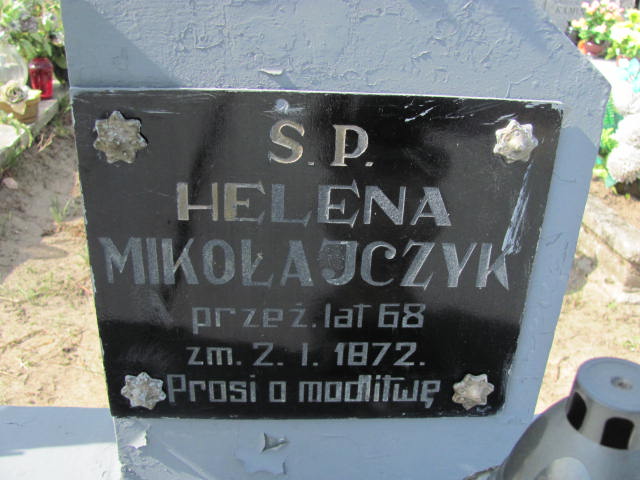 Ś.P.
HELENA
MIKOŁAJCZYK
przeż. lat 68
zm. 2. I. 1872.
Prosi o modlitwę